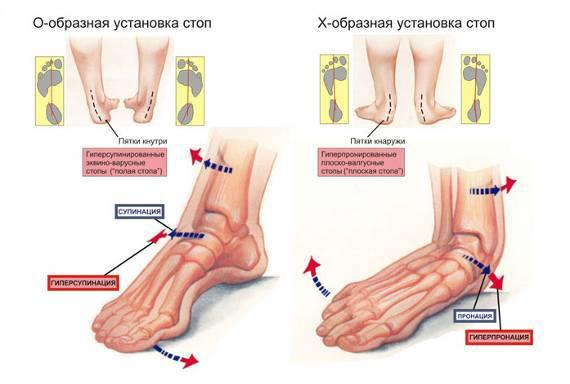 О-образная установка стоп
Х-образная установка стоп
Пятки кнутри
Гиперсупинированные
эквино-варусные
стопы ("полая стопа")
Пятки кнаружи
Гиперпронированные
плоско-валгусные
стопы ("плоская стопа")
СУПИНАЦИЯ
ГИПЕРСУПИНАЦИЯ
ПРОНАЦИЯ
ГИПЕРПРОНАЦИЯ